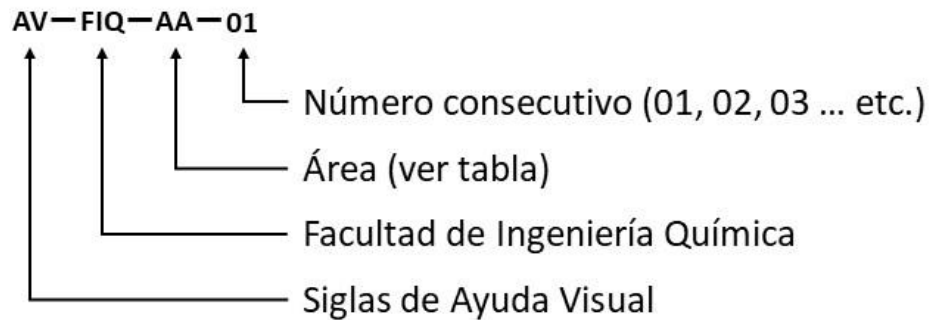 AV－FIQ－AA－01
Número consecutivo (01, 02, 03 ... etc.)
Área (ver tabla)
Facultad de Ingeniería Química
Siglas de Ayuda Visual